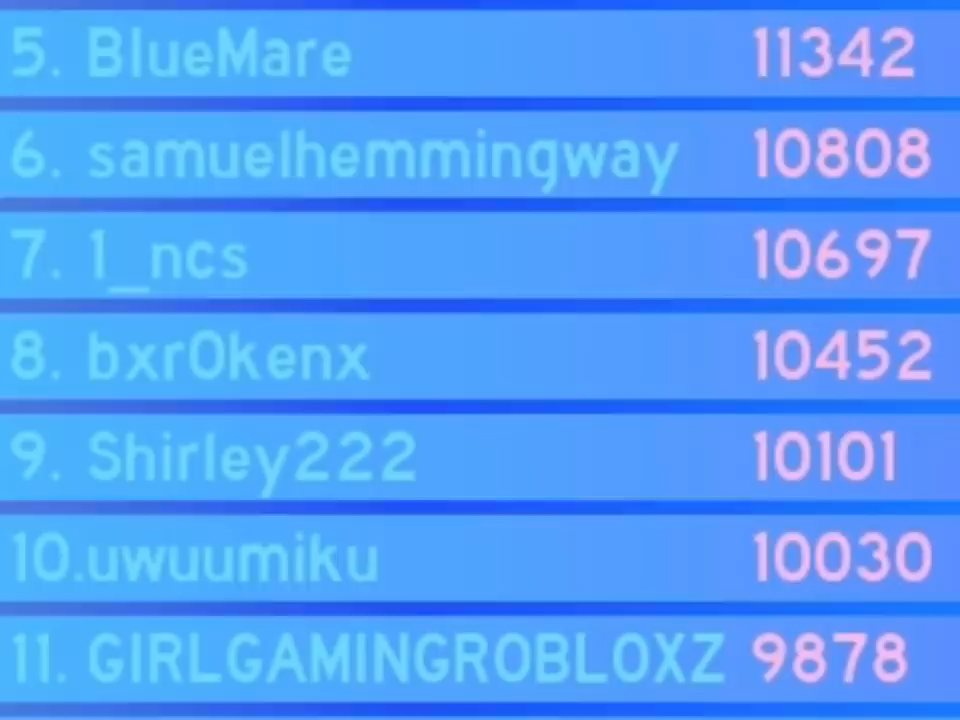 5. BlueMare 11342
6. samuelhemmingway 10808
7. 1_ncs 10697
8. bxr0kenx 10452
9. Shirley222 10101
10.uwuumiku 10030
11. GIRLGAMINGROBLOXZ 9878